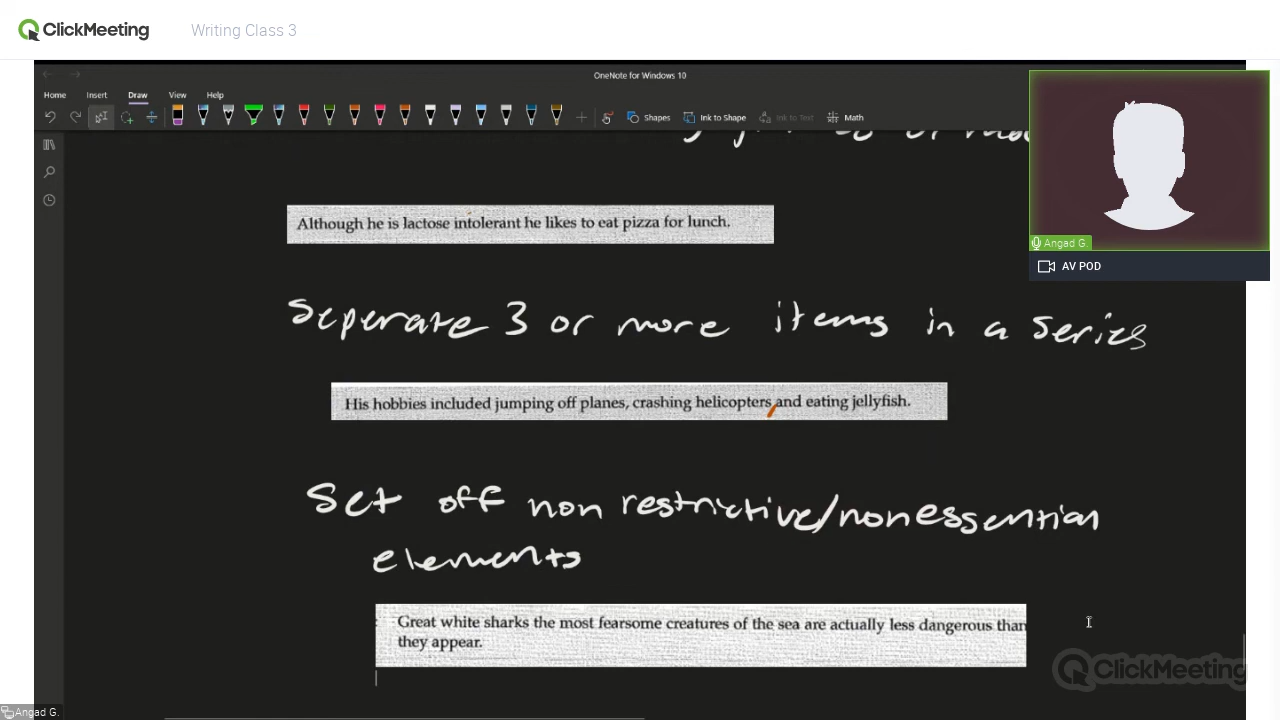 ClickMeeting Writing Class 3
OneNote for Windows 10
Home Insert Draw View Help
Shapes Ink to Shape Ink to Text Math
Although he is lactose intolerant he likes to eat pizza for lunch.
Angad G.
AV POD
Seperate 3 or more items in a series
His hobbies included jumping off planes, crashing helicopters, and eating jellyfish.
Set off non restrictive/nonessential
elements
Great white sharks the most fearsome creatures of the sea are actually less dangerous than
they appear.
ClickMeeting
Angad G.